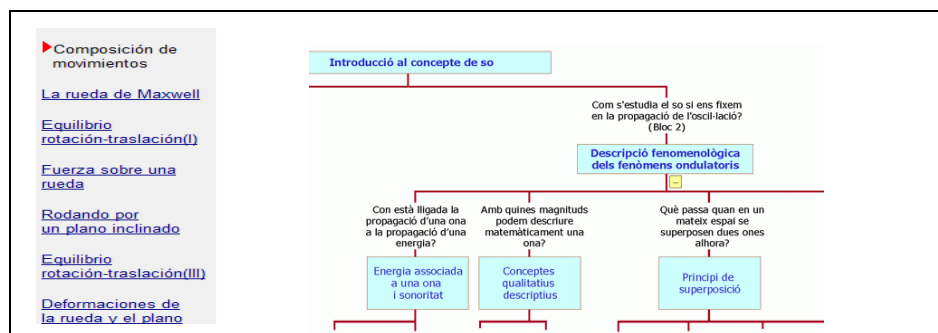 Composición de
movimientos
La rueda de Maxwell
Equilibrio
rotación-traslación(I)
Fuerza sobre una
rueda
Rodando por
un plano inclinado
Equilibrio
rotación-traslación(III)
Deformaciones de
la rueda y el plano
Introducció al concepte de so
Com s'estudia el so si ens fixem
en la propagació de l'oscil·lació?
(Bloc 2)
Descripció fenomenològica
dels fenòmens ondulatoris
Con està lligada la
propagació d'una ona
a la propagació d'una
energia?
Energia associada
a una ona
i sonoritat
Amb quines magnituds
podem descriure
matemàticament una
ona?
Conceptes
qualitatius
descriptius
Què passa quan en un
mateix espai se
superposen dues ones
alhora?
Principi de
superposició